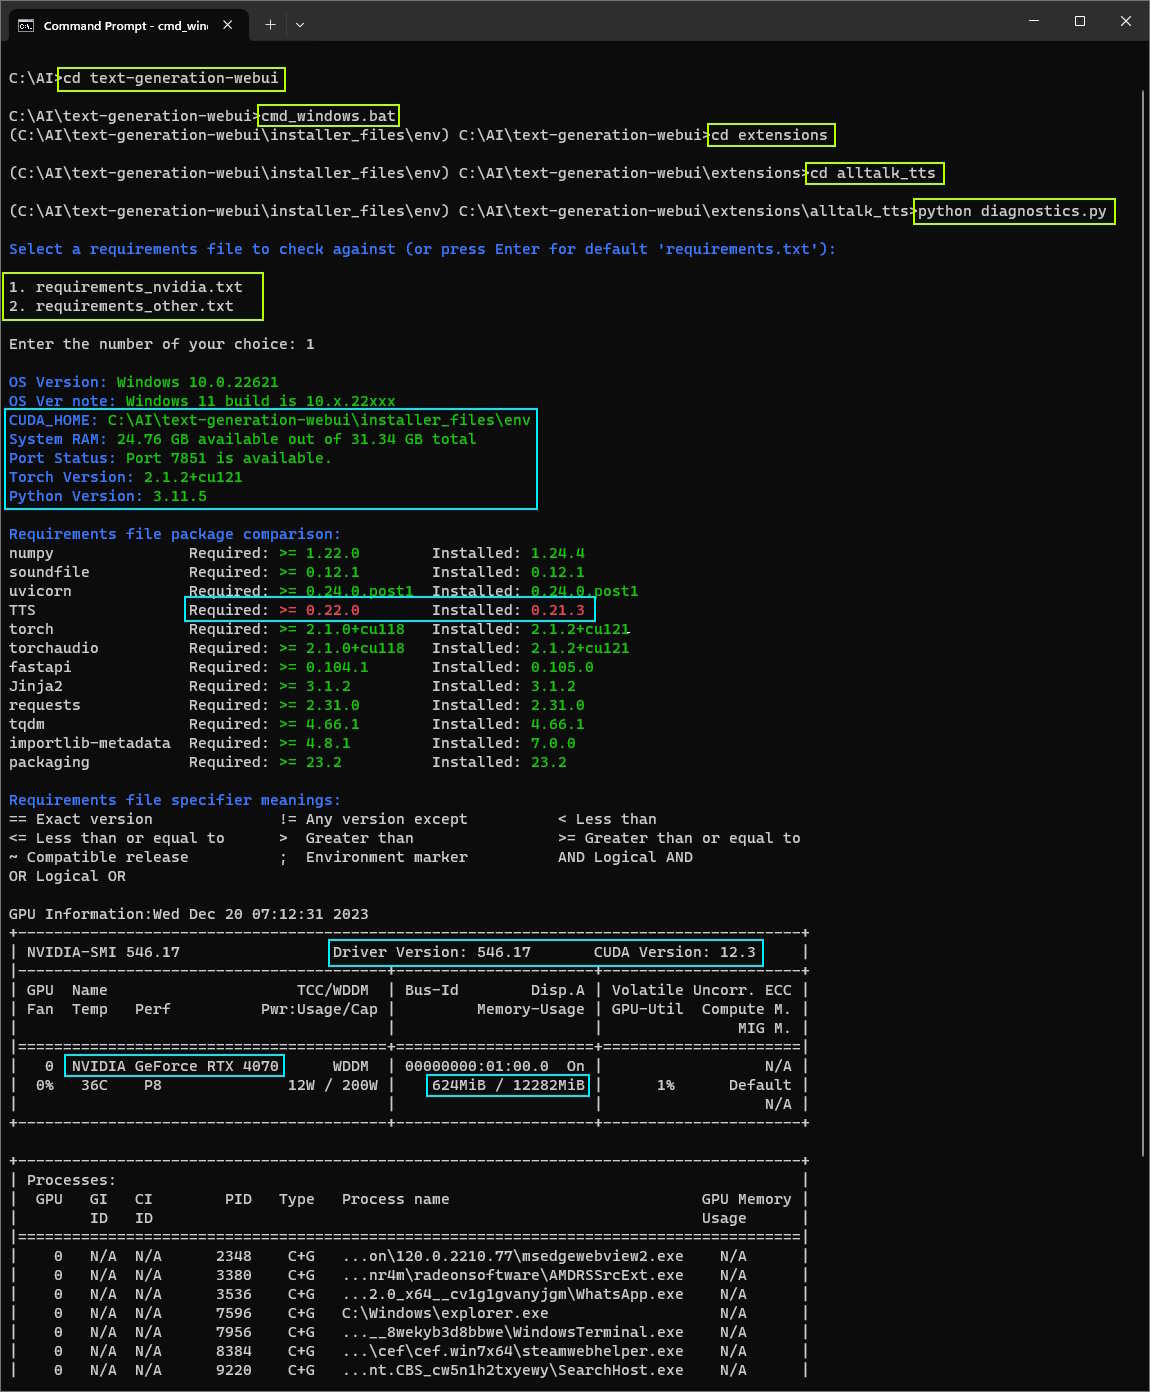 Command Prompt - cmd_wind
C:\AI>cd text-generation-webui
C:\AI\text-generation-webui>cmd_windows.bat
(C:\AI\text-generation-webui\installer_files\env) C:\AI\text-generation-webui>cd extensions
(C:\AI\text-generation-webui\installer_files\env) C:\AI\text-generation-webui\extensions>cd alltalk_tts
(C:\AI\text-generation-webui\installer_files\env) C:\AI\text-generation-webui\extensions\alltalk_tts>python diagnostics.py
Select a requirements file to check against (or press Enter for default 'requirements.txt'):
1. requirements_nvidia.txt
2. requirements_other.txt
Enter the number of your choice: 1
OS Version: Windows 10.0.22621
OS Ver note: Windows 11 build is 10.x.22xxx
CUDA_HOME: C:\AI\text-generation-webui\installer_files\env
System RAM: 24.76 GB available out of 31.34 GB total
Port Status: Port 7851 is available.
Torch Version: 2.1.2+cu121
Python Version: 3.11.5
Requirements file package comparison:
numpy Required: >= 1.22.0 Installed: 1.24.4
soundfile Required: >= 0.12.1 Installed: 0.12.1
uvicorn Required: >= 0.24.0.post1 Installed: 0.24.0.post1
TTS Required: >= 0.22.0 Installed: 0.21.3
torch Required: >= 2.1.0+cu118 Installed: 2.1.2+cu121
torchaudio Required: >= 2.1.0+cu118 Installed: 2.1.2+cu121
fastapi Required: >= 0.104.1 Installed: 0.105.0
Jinja2 Required: >= 3.1.2 Installed: 3.1.2
requests Required: >= 2.31.0 Installed: 2.31.0
tqdm Required: >= 4.66.1 Installed: 4.66.1
importlib-metadata Required: >= 4.8.1 Installed: 7.0.0
packaging Required: >= 23.2 Installed: 23.2
Requirements file specifier meanings:
== Exact version != Any version except < Less than
<= Less than or equal to > Greater than >= Greater than or equal to
~ Compatible release ; Environment marker AND Logical AND
OR Logical OR
GPU Information:Wed Dec 20 07:12:31 2023
NVIDIA-SMI 546.17 Driver Version: 546.17 CUDA Version: 12.3
GPU Name TCC/WDDM | Bus-Id Disp.A | Volatile Uncorr. ECC
Fan Temp Perf Pwr:Usage/Cap | Memory-Usage | GPU-Util Compute M.
MIG M.
0 NVIDIA GeForce RTX 4070 WDDM | 00000000:01:00.0 On | N/A
0% 36C P8 12W / 200W | 624MiB / 12282MiB | 1% Default
N/A
Processes:
GPU GI CI PID Type Process name GPU Memory
ID ID Usage
0 N/A N/A 2348 C+G ...on\120.0.2210.77\msedgewebview2.exe N/A
0 N/A N/A 3380 C+G ...nr4m\radeonsoftware\AMDRSSrcExt.exe N/A
0 N/A N/A 3536 C+G ...2.0_x64__cv1g1gvanyjgm\WhatsApp.exe N/A
0 N/A N/A 7596 C+G C:\Windows\explorer.exe N/A
0 N/A N/A 7956 C+G ...__8wekyb3d8bbwe\WindowsTerminal.exe N/A
0 N/A N/A 8384 C+G ...\cef\cef.win7x64\steamwebhelper.exe N/A
0 N/A N/A 9220 C+G ...nt.CBS_cw5n1h2txyewy\SearchHost.exe N/A